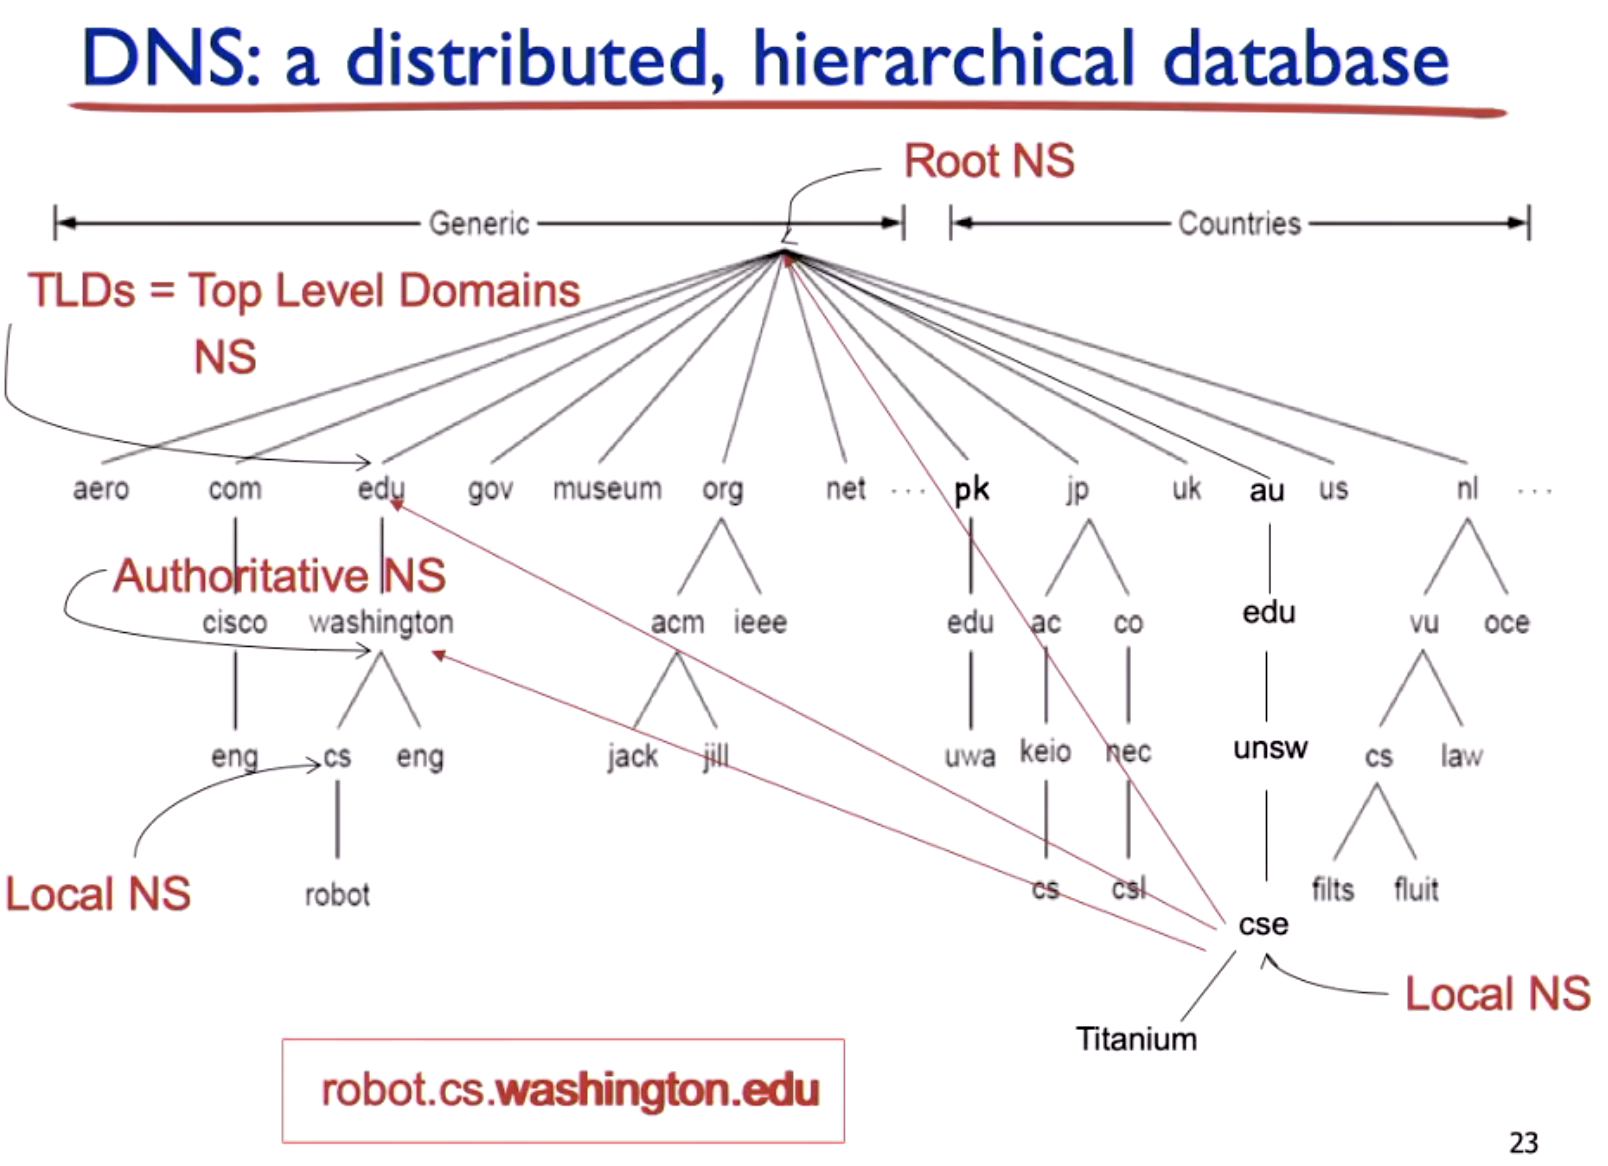 DNS: a distributed, hierarchical database
Root NS
Generic
Countries
TLDs = Top Level Domains
NS
aero com edu gov museum org net ... pk jp uk au us nl ...
Authoritative NS
cisco washington acm ieee edu ac co edu vu oce
eng cs eng jack jill uwa keio nec unsw cs law
Local NS
robot cs csl filts fluit
cse
Local NS
Titanium
robot.cs.washington.edu
23